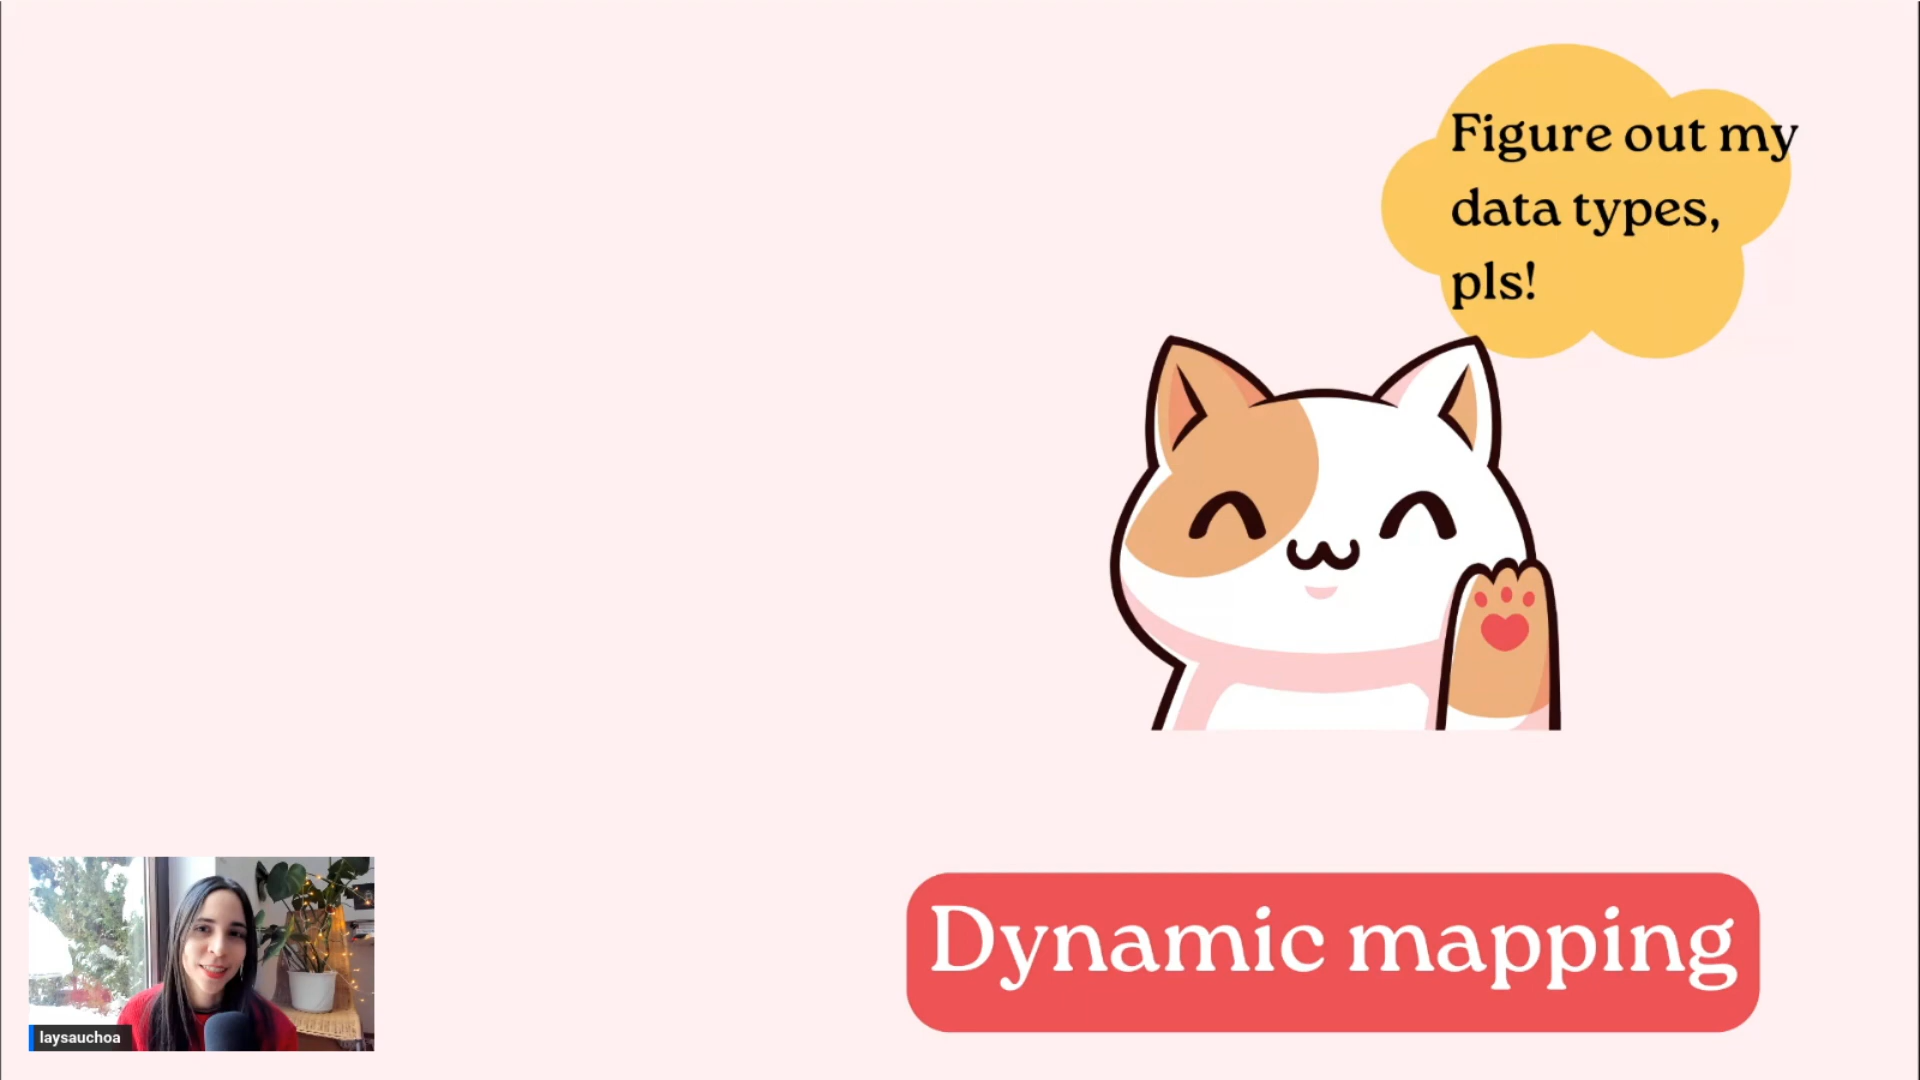 Figure out my
data types,
pls!
Dynamic mapping
laysauchoa